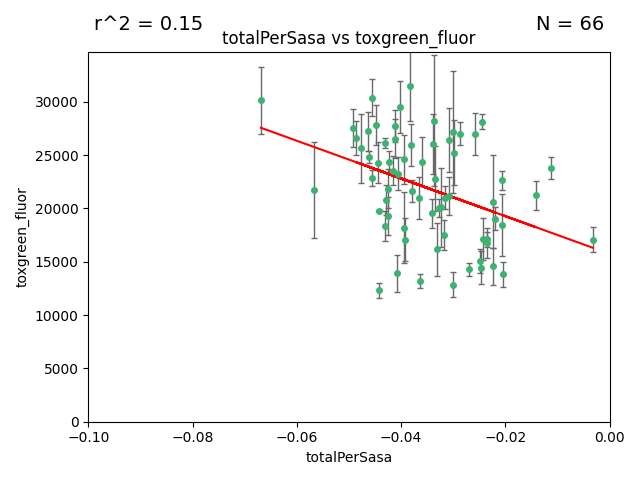 r^2 = 0.15
N = 66
totalPerSasa vs toxgreen_fluor
toxgreen_fluor
30000
25000
20000
15000
10000
5000
0
−0.10
−0.08
−0.06
−0.04
−0.02
0.00
totalPerSasa